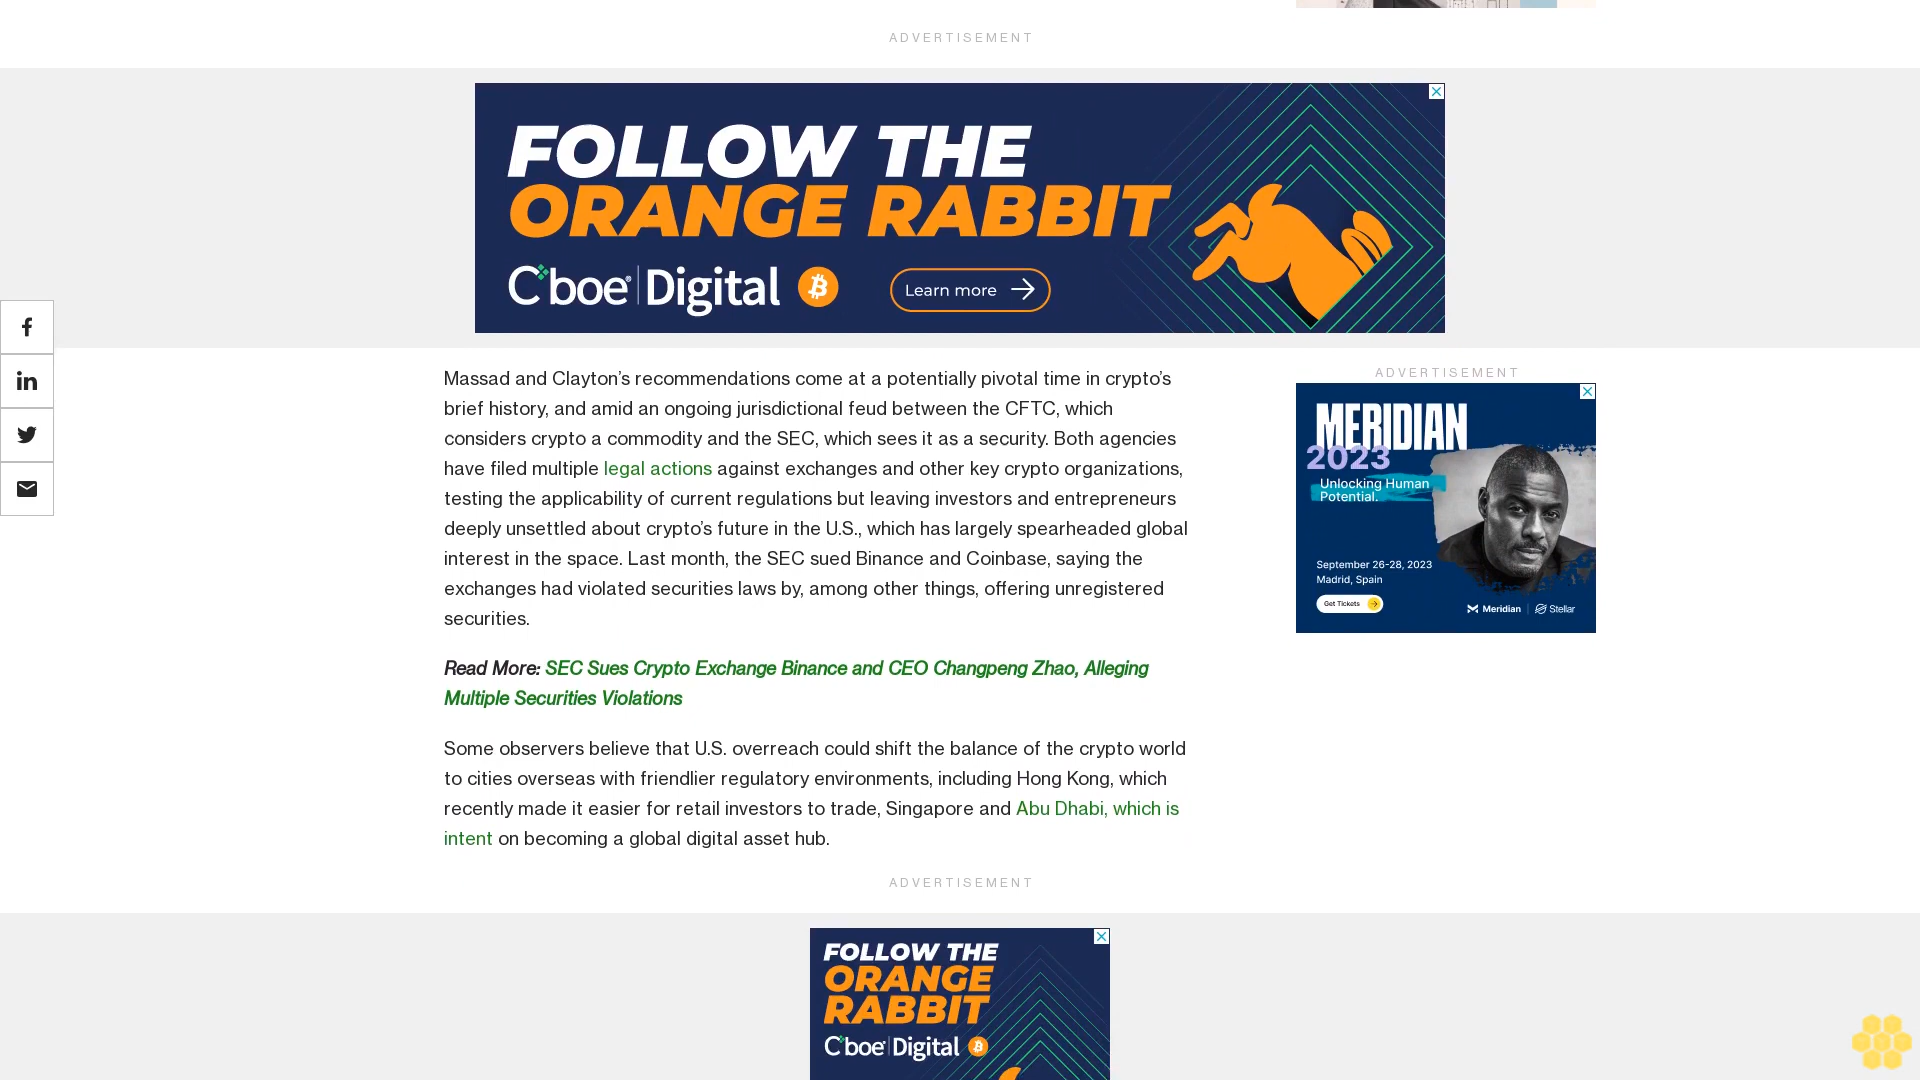 ADVERTISEMENT
FOLLOW THE
ORANGE RABBIT
Cboe® Digital
Learn more
Massad and Clayton’s recommendations come at a potentially pivotal time in crypto’s
brief history, and amid an ongoing jurisdictional feud between the CFTC, which
considers crypto a commodity and the SEC, which sees it as a security. Both agencies
have filed multiple legal actions against exchanges and other key crypto organizations,
testing the applicability of current regulations but leaving investors and entrepreneurs
deeply unsettled about crypto’s future in the U.S., which has largely spearheaded global
interest in the space. Last month, the SEC sued Binance and Coinbase, saying the
exchanges had violated securities laws by, among other things, offering unregistered
securities.
Read More: SEC Sues Crypto Exchange Binance and CEO Changpeng Zhao, Alleging
Multiple Securities Violations
Some observers believe that U.S. overreach could shift the balance of the crypto world
to cities overseas with friendlier regulatory environments, including Hong Kong, which
recently made it easier for retail investors to trade, Singapore and Abu Dhabi, which is
intent on becoming a global digital asset hub.
ADVERTISEMENT
MERIDIAN
2023
Unlocking Human
Potential.
September 26-28, 2023
Madrid, Spain
Get Tickets
Meridian | Stellar
ADVERTISEMENT
FOLLOW THE
ORANGE
RABBIT
Cboe Digital